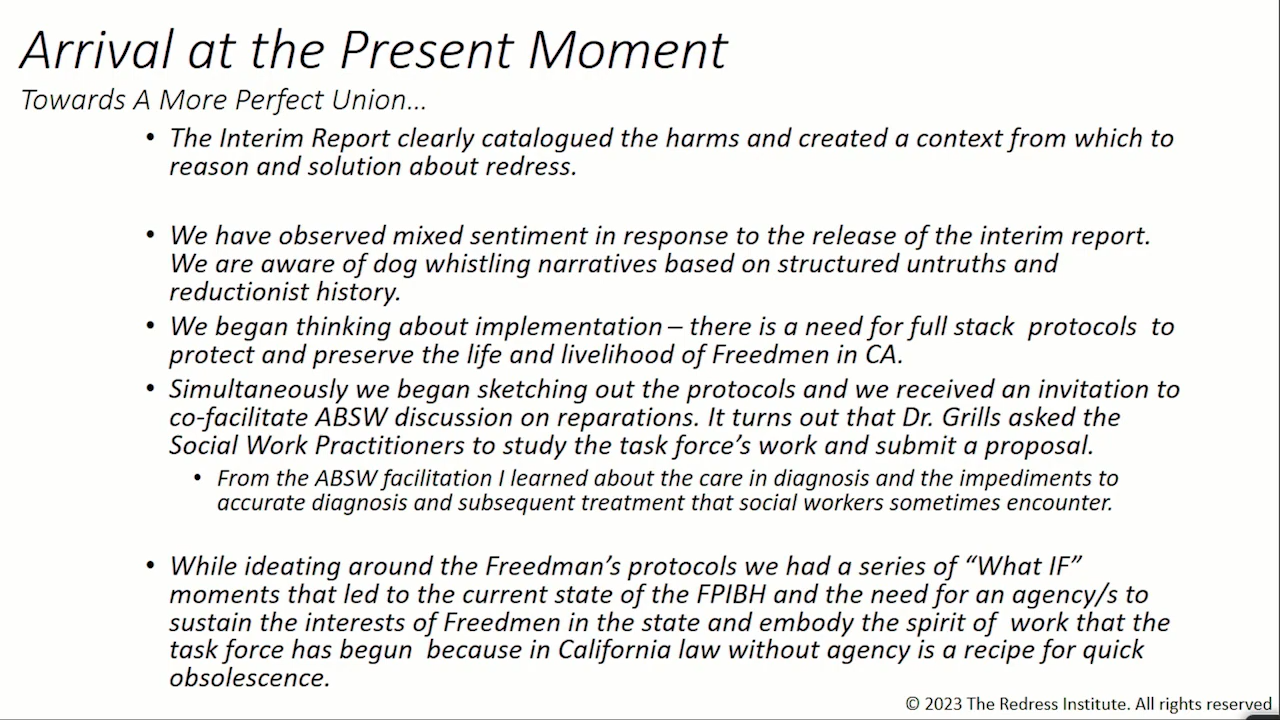 Arrival at the Present Moment
Towards A More Perfect Union...
• The Interim Report clearly catalogued the harms and created a context from which to
reason and solution about redress.
• We have observed mixed sentiment in response to the release of the interim report.
We are aware of dog whistling narratives based on structured untruths and
reductionist history.
• We began thinking about implementation – there is a need for full stack protocols to
protect and preserve the life and livelihood of Freedmen in CA.
• Simultaneously we began sketching out the protocols and we received an invitation to
co-facilitate ABSW discussion on reparations. It turns out that Dr. Grills asked the
Social Work Practitioners to study the task force's work and submit a proposal.
• From the ABSW facilitation I learned about the care in diagnosis and the impediments to
accurate diagnosis and subsequent treatment that social workers sometimes encounter.
• While ideating around the Freedman's protocols we had a series of “What IF”
moments that led to the current state of the FPIBH and the need for an agency/s to
sustain the interests of Freedmen in the state and embody the spirit of work that the
task force has begun because in California law without agency is a recipe for quick
obsolescence.
© 2023 The Redress Institute. All rights reserved